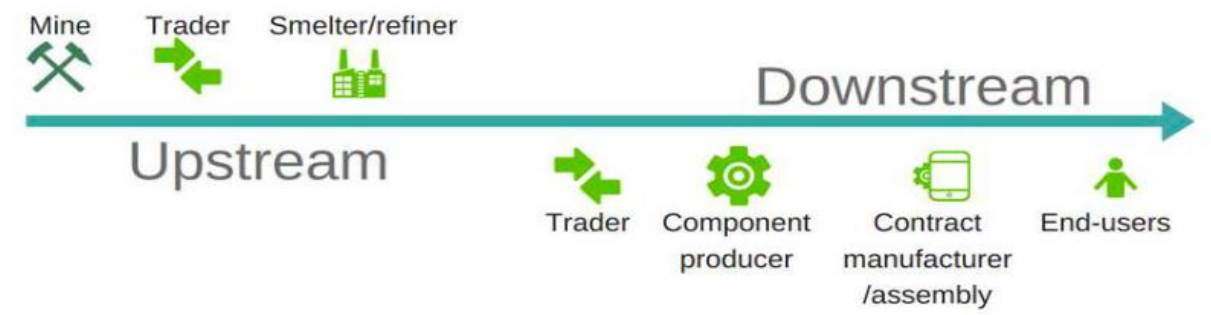 Mine
Trader
Smelter/refiner
Downstream
Upstream
Trader
Component
producer
Contract
manufacturer
/assembly
End-users